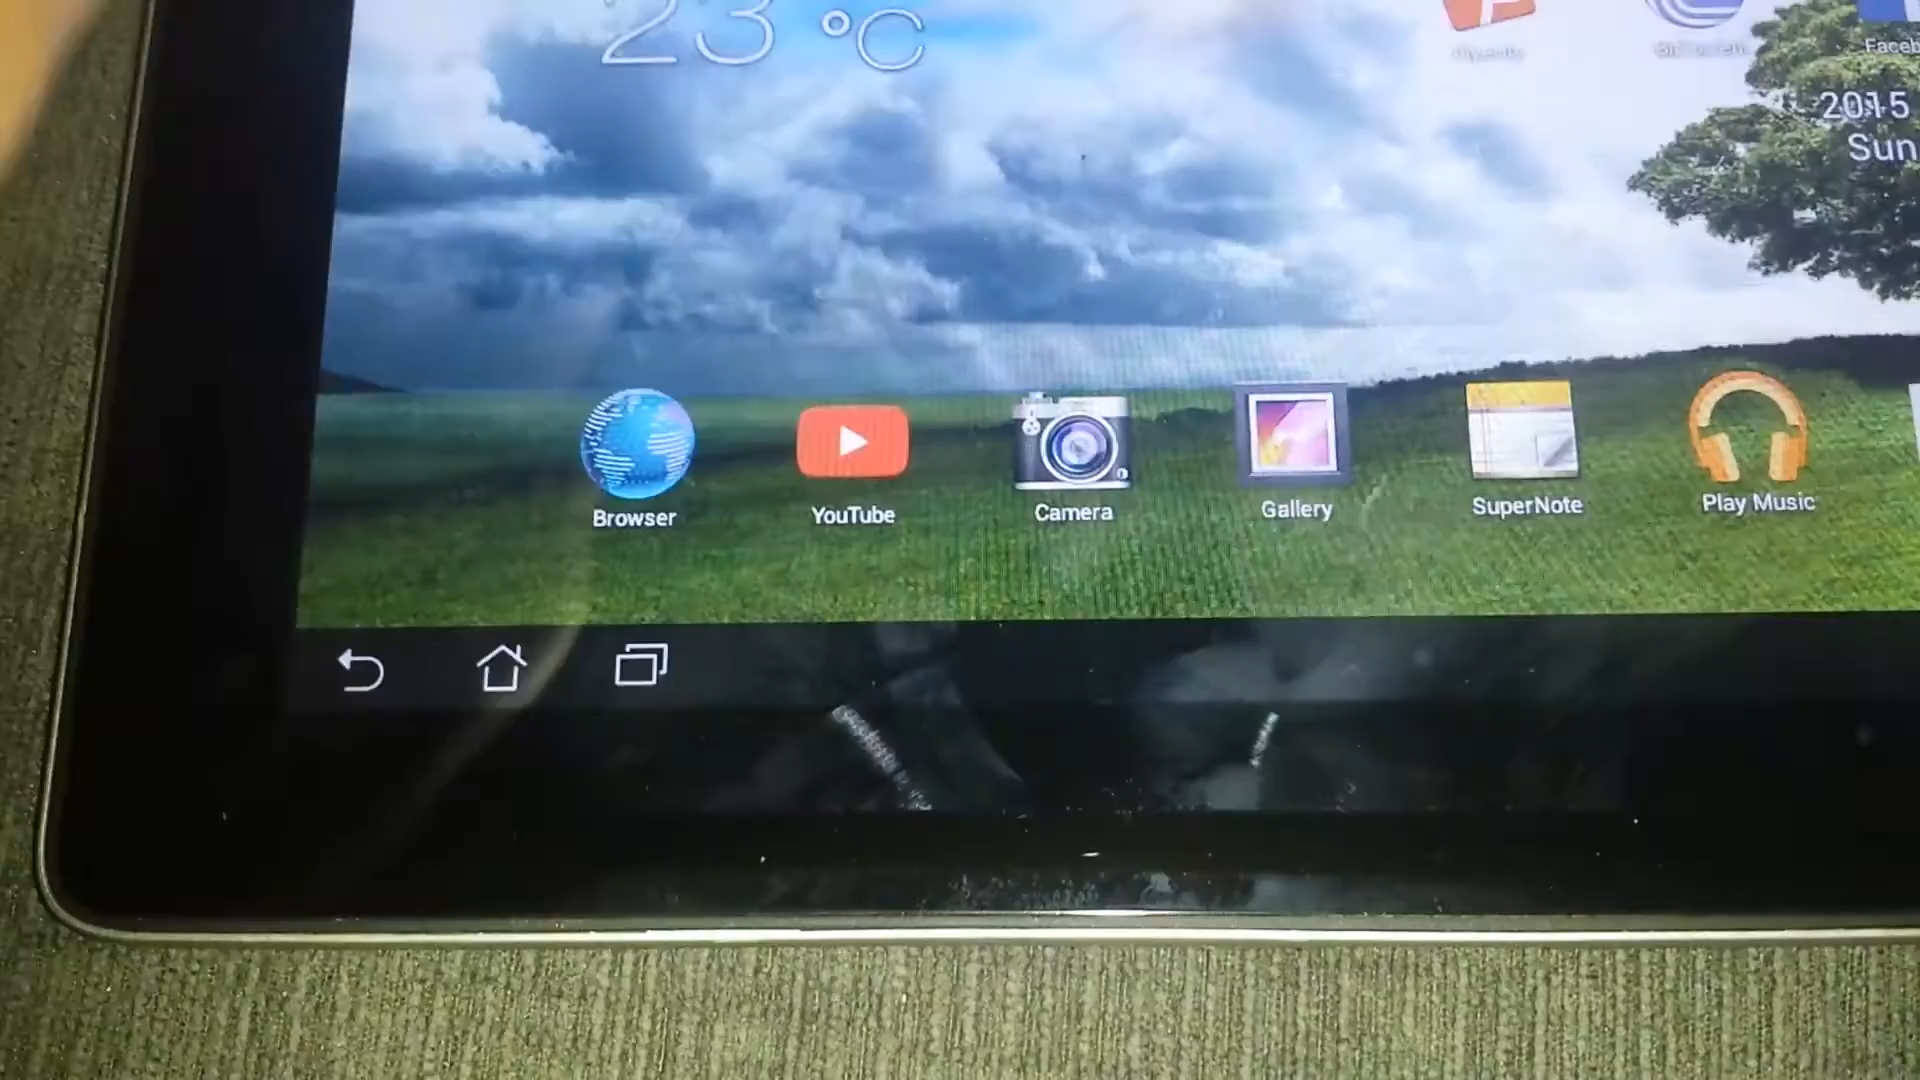 23 °C
Faceb
2015
Sun
Browser
YouTube
Camera
Gallery
SuperNote
Play Music